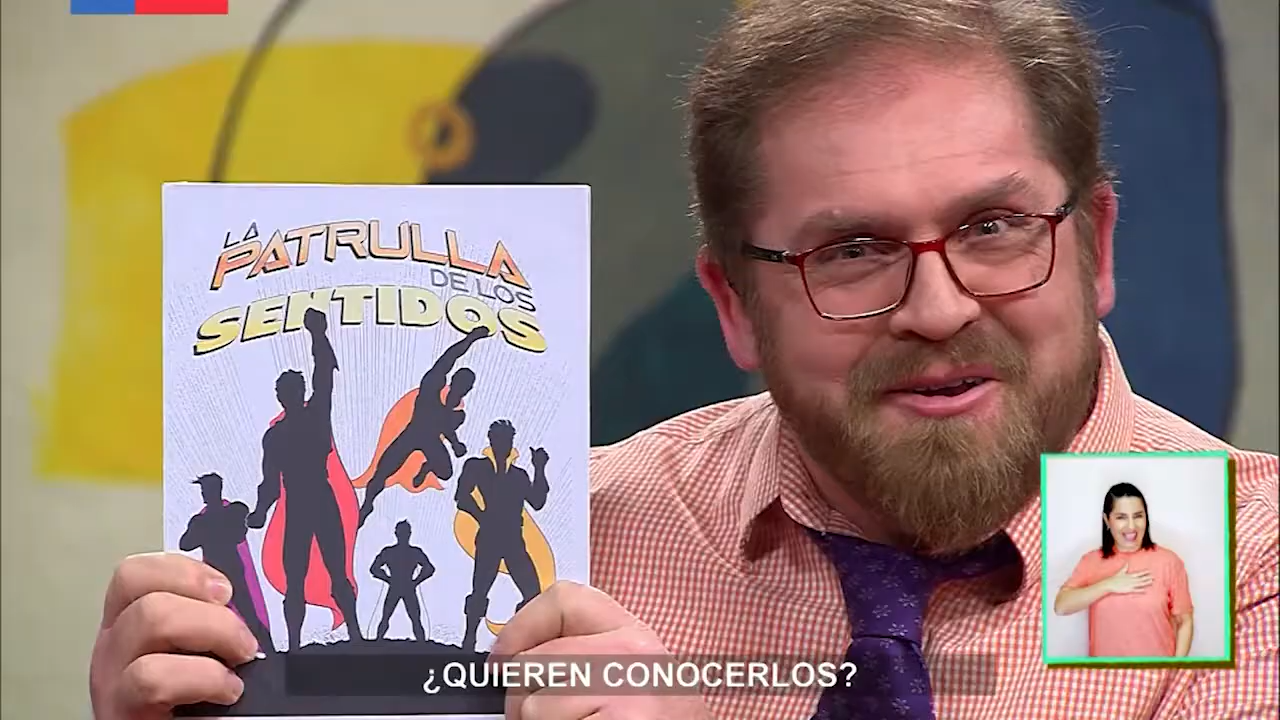 LA
PATRULLA
DE LOS
SENTIDOS
¿QUIEREN CONOCERLOS?